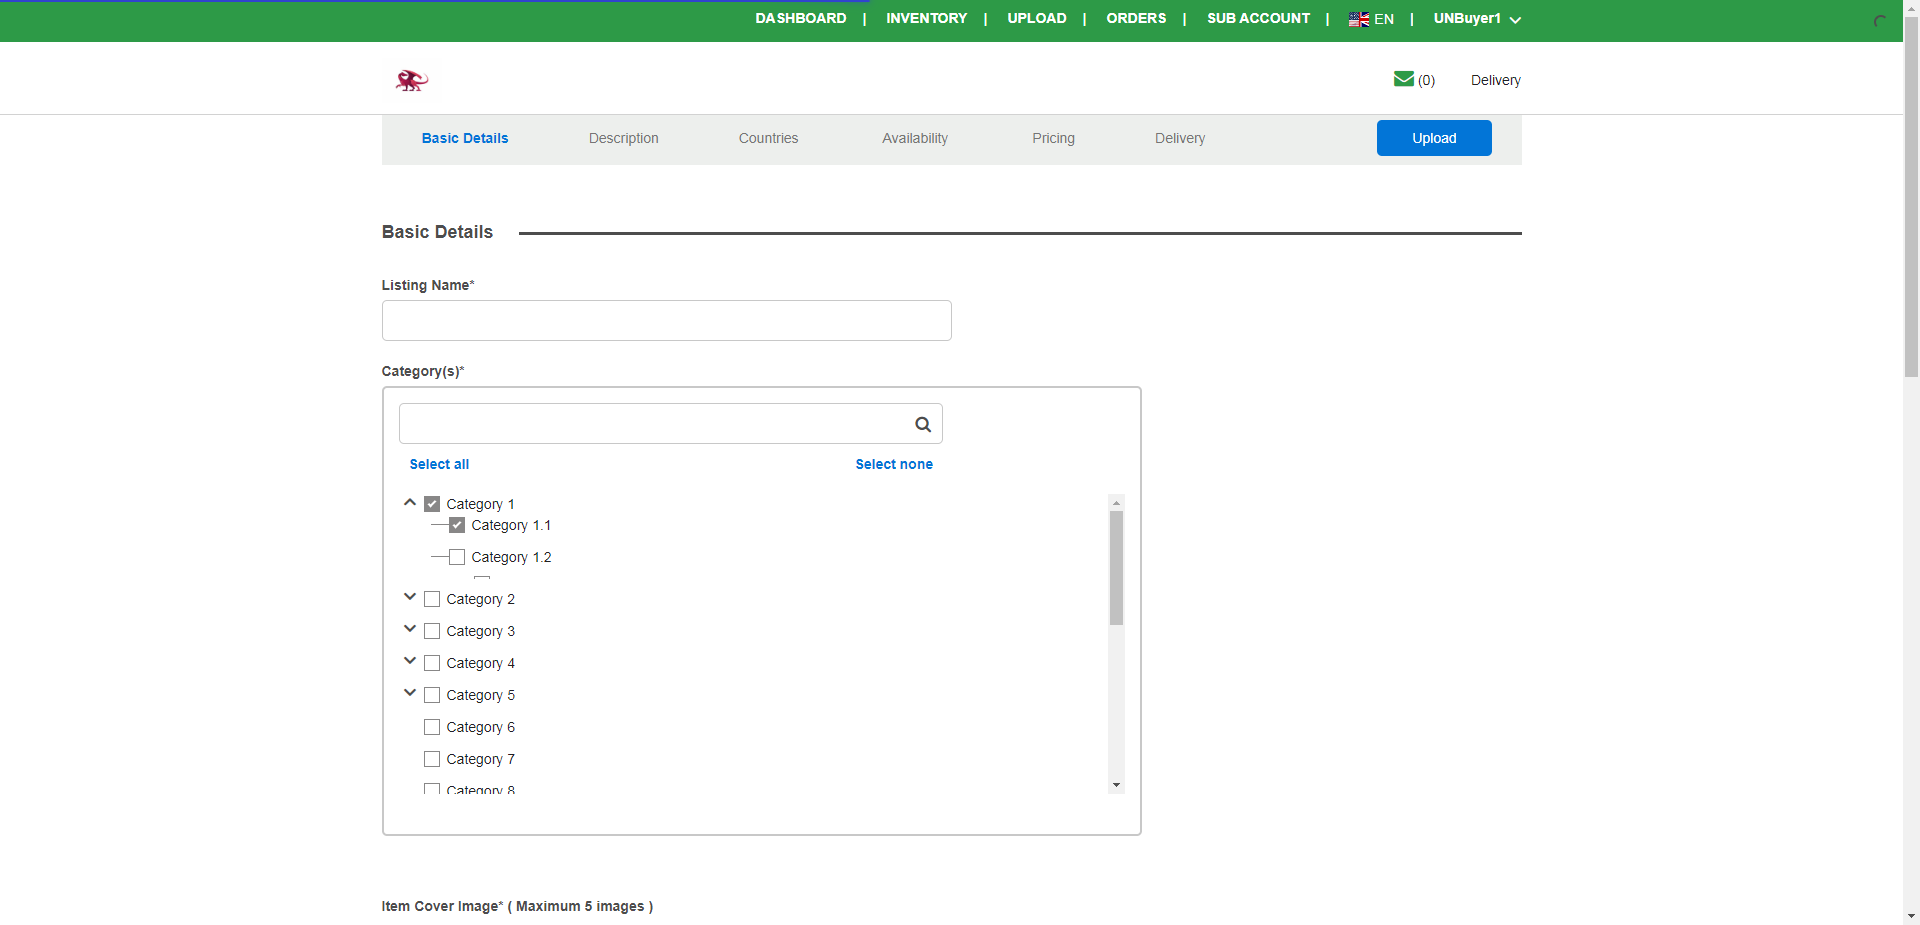 DASHBOARD | INVENTORY | UPLOAD | ORDERS | SUB ACCOUNT | EN | UNBuyer1
(0) Delivery
Basic Details Description Countries Availability Pricing Delivery Upload
Basic Details
Listing Name*
Category(s)*
Select all Select none
Category 1
Category 1.1
Category 1.2
Category 2
Category 3
Category 4
Category 5
Category 6
Category 7
Category 8
Item Cover Image* ( Maximum 5 images )